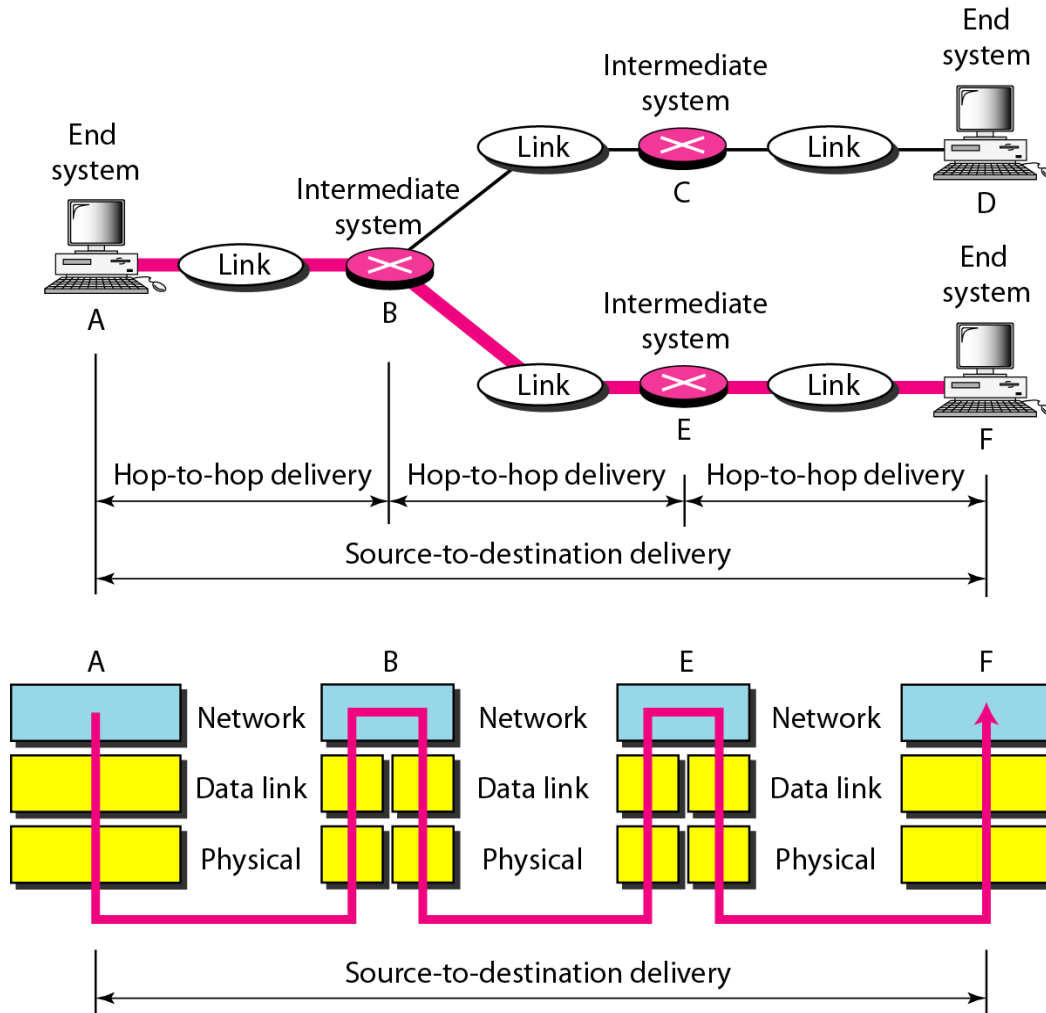 End
system
Intermediate
system
End
system
Link
Link
C
D
Intermediate
system
Link
A
B
End
system
Intermediate
system
Link
Link
E
F
Hop-to-hop delivery
Hop-to-hop delivery
Hop-to-hop delivery
Source-to-destination delivery
A
B
E
F
Network
Network
Network
Data link
Data link
Data link
Physical
Physical
Physical
Source-to-destination delivery